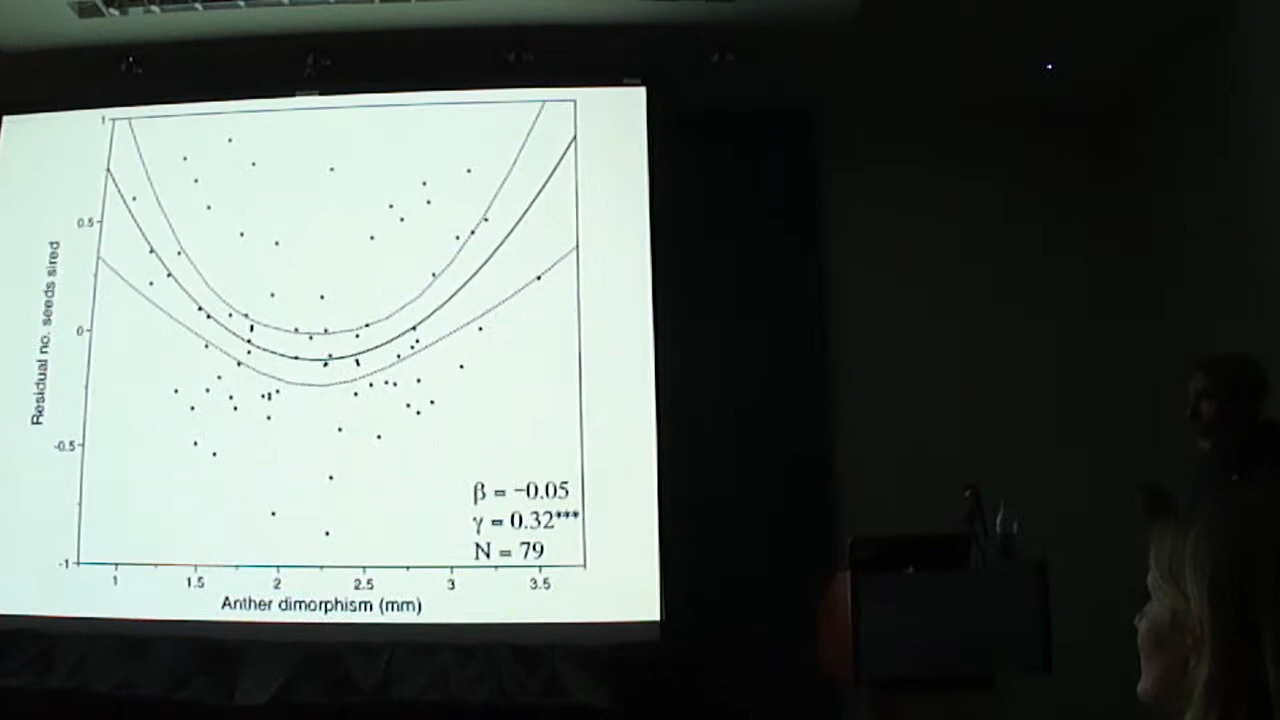 1
0.5
0
-0.5
-1
Residual no. seeds sired
β = −0.05
γ = 0.32***
N = 79
1 1.5 2 2.5 3 3.5
Anther dimorphism (mm)